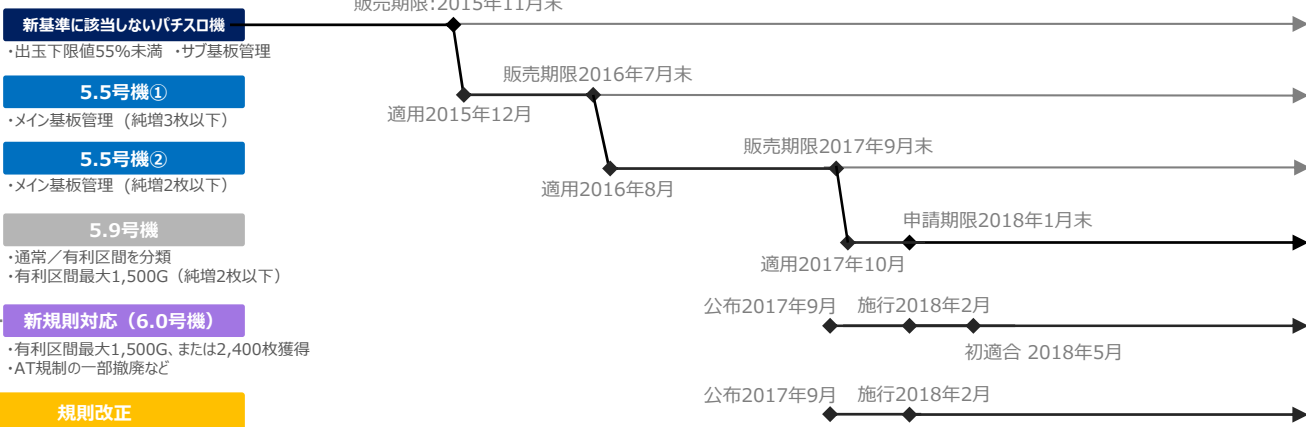 販売期限:2015年11月末
新基準に該当しないパチスロ機
・出玉下限値55%未満 ・サブ基板管理
販売期限2016年7月末
5.5号機①
適用2015年12月
・メイン基板管理 (純増3枚以下)
販売期限2017年9月末
5.5号機②
・メイン基板管理 (純増2枚以下)
適用2016年8月
申請期限2018年1月末
5.9号機
・通常／有利区間を分類
適用2017年10月
・有利区間最大1,500G (純増2枚以下)
公布2017年9月 施行2018年2月
新規則対応（6.0号機）
・有利区間最大1,500G、または2,400枚獲得
初適合 2018年5月
・AT規制の一部撤廃など
公布2017年9月 施行2018年2月
規則改正